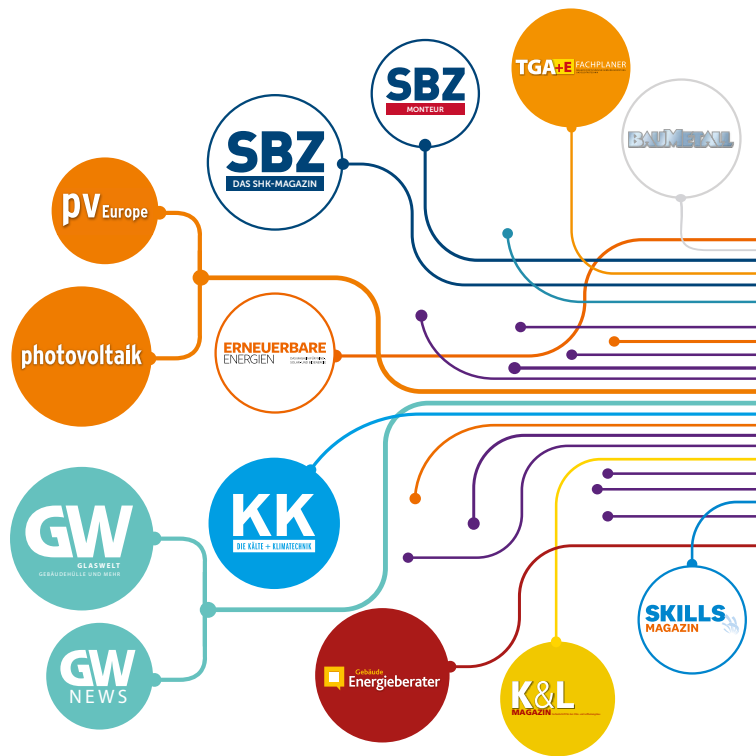 SBZ
MONTEUR
TGA+E FACHPLANER
SBZ
DAS SHK-MAGAZIN
BAUMETALL
pv Europe
photovoltaik
ERNEUERBARE
ENERGIEN
GW
GLASWELT
GEBÄUDEHÜLLE UND MEHR
KK
DIE KÄLTE + KLIMATECHNIK
GW
NEWS
Gebäude
Energieberater
K&L
MAGAZIN
SKILLS
MAGAZIN